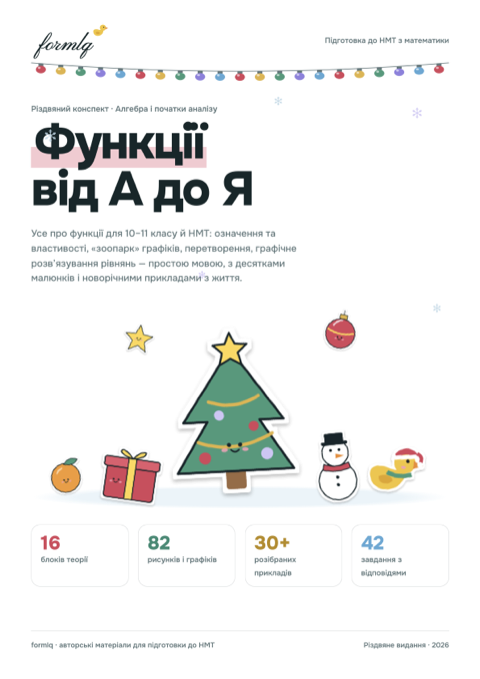 formlq
Підготовка до НМТ з математики
Різдвяний конспект · Алгебра і початки аналізу
Функції
від А до Я
Усе про функції для 10–11 класу й НМТ: означення та
властивості, «зоопарк» графіків, перетворення, графічне
розв'язування рівнянь — простою мовою, з десятками
малюнків і новорічними прикладами з життя.
16
блоків теорії
82
рисунків і графіків
30+
розібраних
прикладів
42
завдання з
відповідями
formlq · авторські матеріали для підготовки до НМТ
Різдвяне видання · 2026